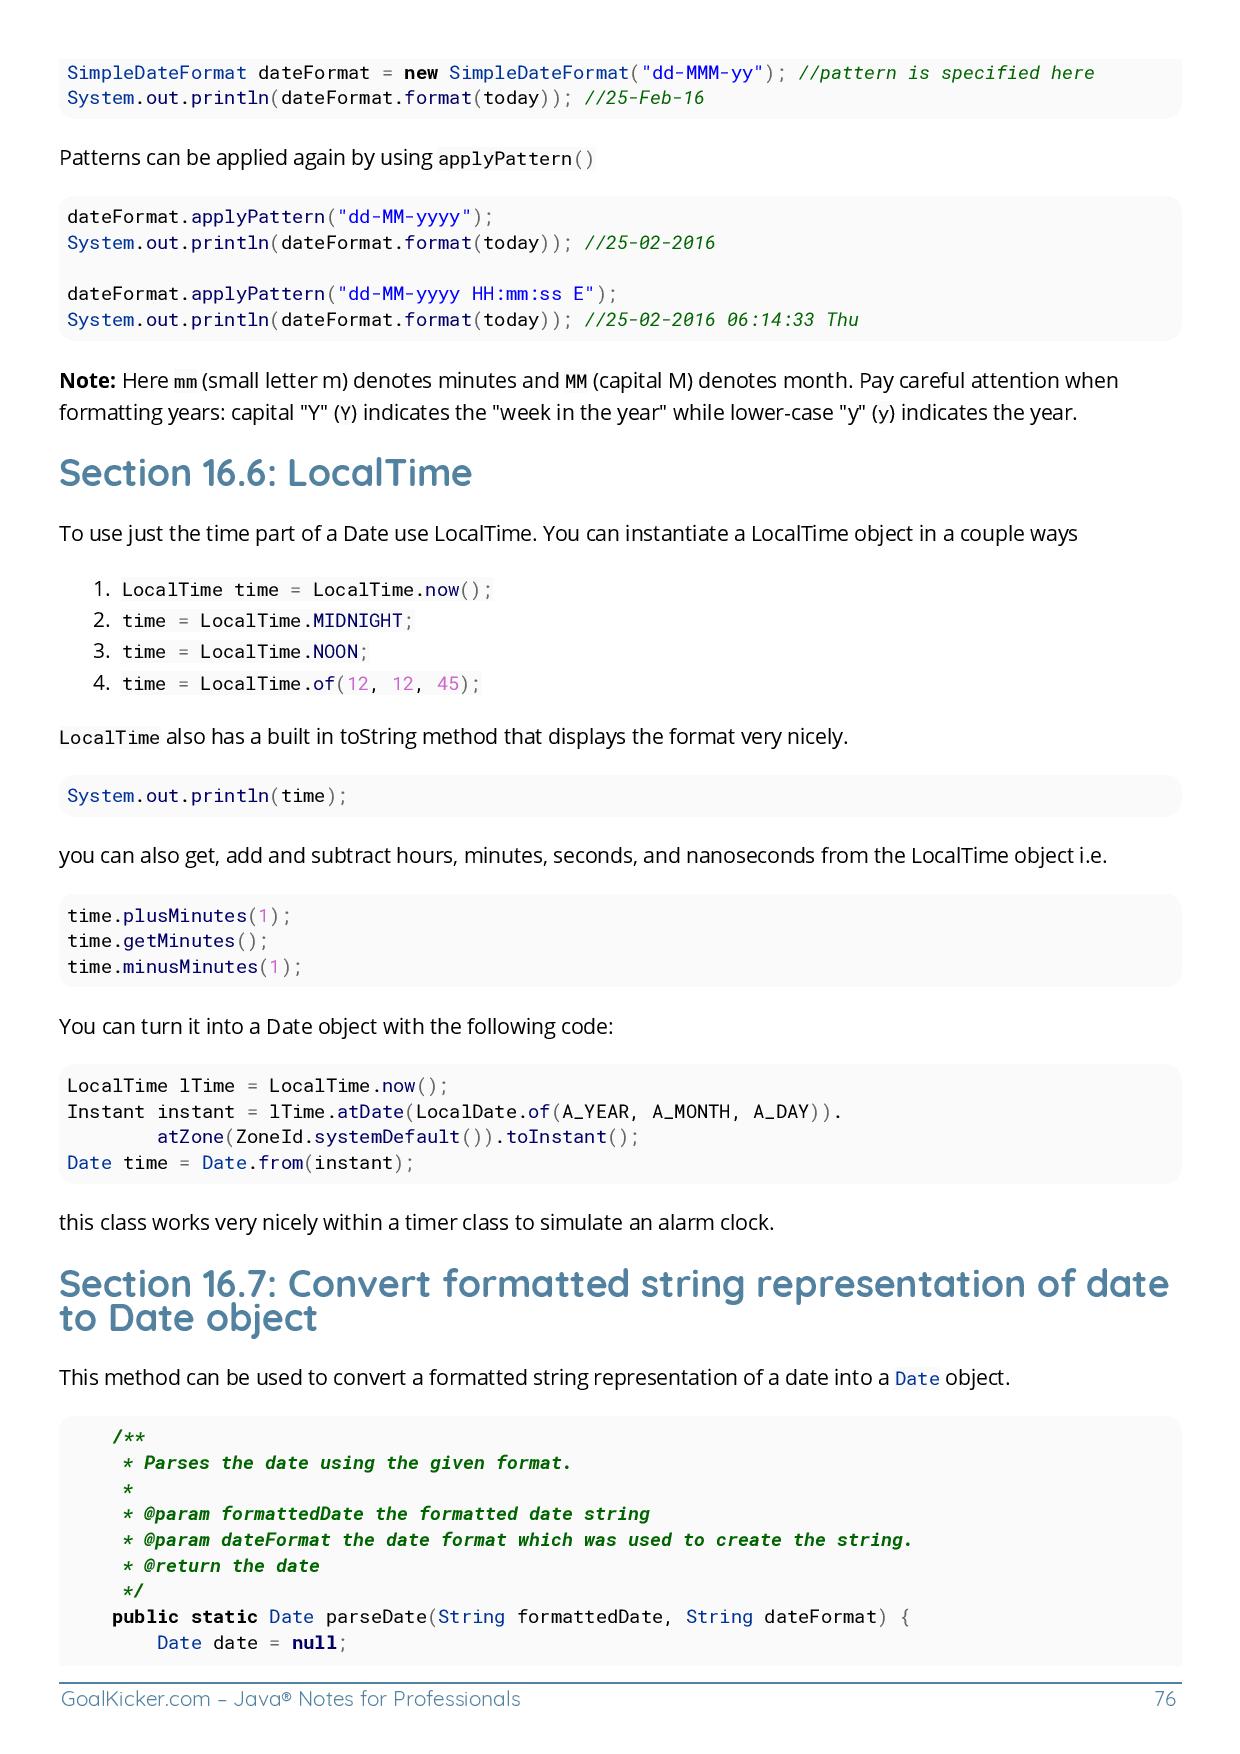 SimpleDateFormat dateFormat = new SimpleDateFormat("dd-MMM-yy"); //pattern is specified here
System.out.println(dateFormat.format(today)); //25-Feb-16
Patterns can be applied again by using applyPattern()
dateFormat.applyPattern("dd-MM-yyyy");
System.out.println(dateFormat.format(today)); //25-02-2016
dateFormat.applyPattern("dd-MM-yyyy HH:mm:ss E");
System.out.println(dateFormat.format(today)); //25-02-2016 06:14:33 Thu
Note: Here mm (small letter m) denotes minutes and MM (capital M) denotes month. Pay careful attention when
formatting years: capital "Y" (Y) indicates the "week in the year" while lower-case "y" (y) indicates the year.
Section 16.6: LocalTime
To use just the time part of a Date use LocalTime. You can instantiate a LocalTime object in a couple ways
1. LocalTime time = LocalTime.now();
2. time = LocalTime.MIDNIGHT;
3. time = LocalTime.NOON;
4. time = LocalTime.of(12, 12, 45);
LocalTime also has a built in toString method that displays the format very nicely.
System.out.println(time);
you can also get, add and subtract hours, minutes, seconds, and nanoseconds from the LocalTime object i.e.
time.plusMinutes(1);
time.getMinutes();
time.minusMinutes(1);
You can turn it into a Date object with the following code:
LocalTime lTime = LocalTime.now();
Instant instant = lTime.atDate(LocalDate.of(A_YEAR, A_MONTH, A_DAY)).
        atZone(ZoneId.systemDefault()).toInstant();
Date time = Date.from(instant);
this class works very nicely within a timer class to simulate an alarm clock.
Section 16.7: Convert formatted string representation of date
to Date object
This method can be used to convert a formatted string representation of a date into a Date object.
    /**
     * Parses the date using the given format.
     *
     * @param formattedDate the formatted date string
     * @param dateFormat the date format which was used to create the string.
     * @return the date
     */
    public static Date parseDate(String formattedDate, String dateFormat) {
        Date date = null;
GoalKicker.com – Java® Notes for Professionals 76